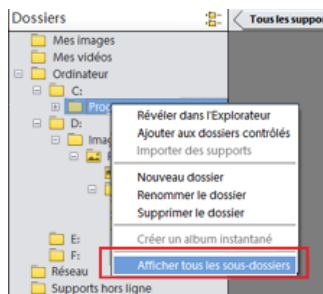 Dossiers
Tous les suppo
Mes images
Mes vidéos
Ordinateur
C:
Prog
D:
Imag
E:
F:
Réseau
Supports hors ligne
Révéler dans l'Explorateur
Ajouter aux dossiers contrôlés
Importer des supports
Nouveau dossier
Renommer le dossier
Supprimer le dossier
Créer un album instantané
Afficher tous les sous-dossiers